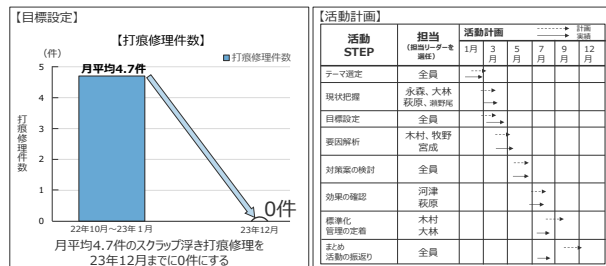 【目標設定】
【打痕修理件数】
(件)
打痕修理件数
月平均4.7件
5
4
3
2
1
0
打痕修理件数
0件
22年10月~23年1月
23年12月
月平均4.7件のスクラップ浮き打痕修理を
23年12月までに0件にする
【活動計画】
活動
STEP
担当
(担当リーダーを
選任)
活動計画
計画
実績
1月
3
月
5
月
7
月
9
月
12
月
テーマ選定
全員
現状把握
永森、大林
萩原、瀬野尾
目標設定
全員
要因解析
木村、牧野
宮成
対策案の検討
全員
効果の確認
河津
萩原
標準化
管理の定着
木村
大林
まとめ
活動の振返り
全員